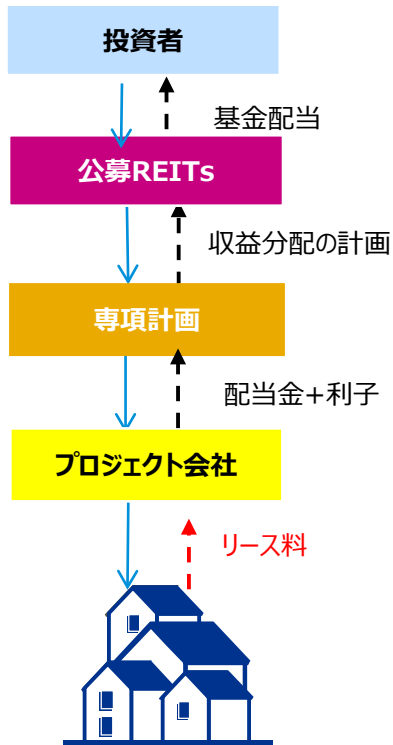 投資者
基金配当
公募REITs
収益分配の計画
専項計画
配当金+利子
プロジェクト会社
リース料